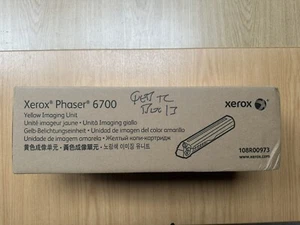 Xerox® Phaser® 6700
Yellow Imaging Unit
Unité imageur jaune - Unità Imaging giallo
Gelb-Belichtungseinheit - Unidad de imagen del color amarillo
Unidade de imagem amarela - Желтый копи-картридж
黄色成像单元 - 黃色成像單元 - 노랑색 이미징 유니트
xerox
108R00973
www.xerox.com